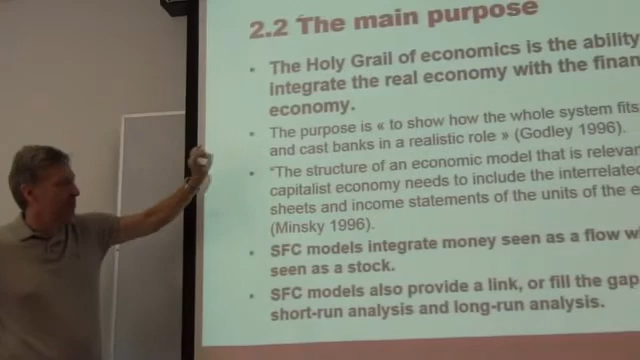 2.2 The main purpose
• The Holy Grail of economics is the ability
Integrate the real economy with the finan
economy.
• The purpose is « to show how the whole system fits
and cast banks in a realistic role » (Godley 1996).
• "The structure of an economic model that is relevan
capitalist economy needs to include the interrelated
sheets and income statements of the units of the e
(Minsky 1996).
• SFC models integrate money seen as a flow w
seen as a stock.
• SFC models also provide a link, or fill the gap
short-run analysis and long-run analysis.